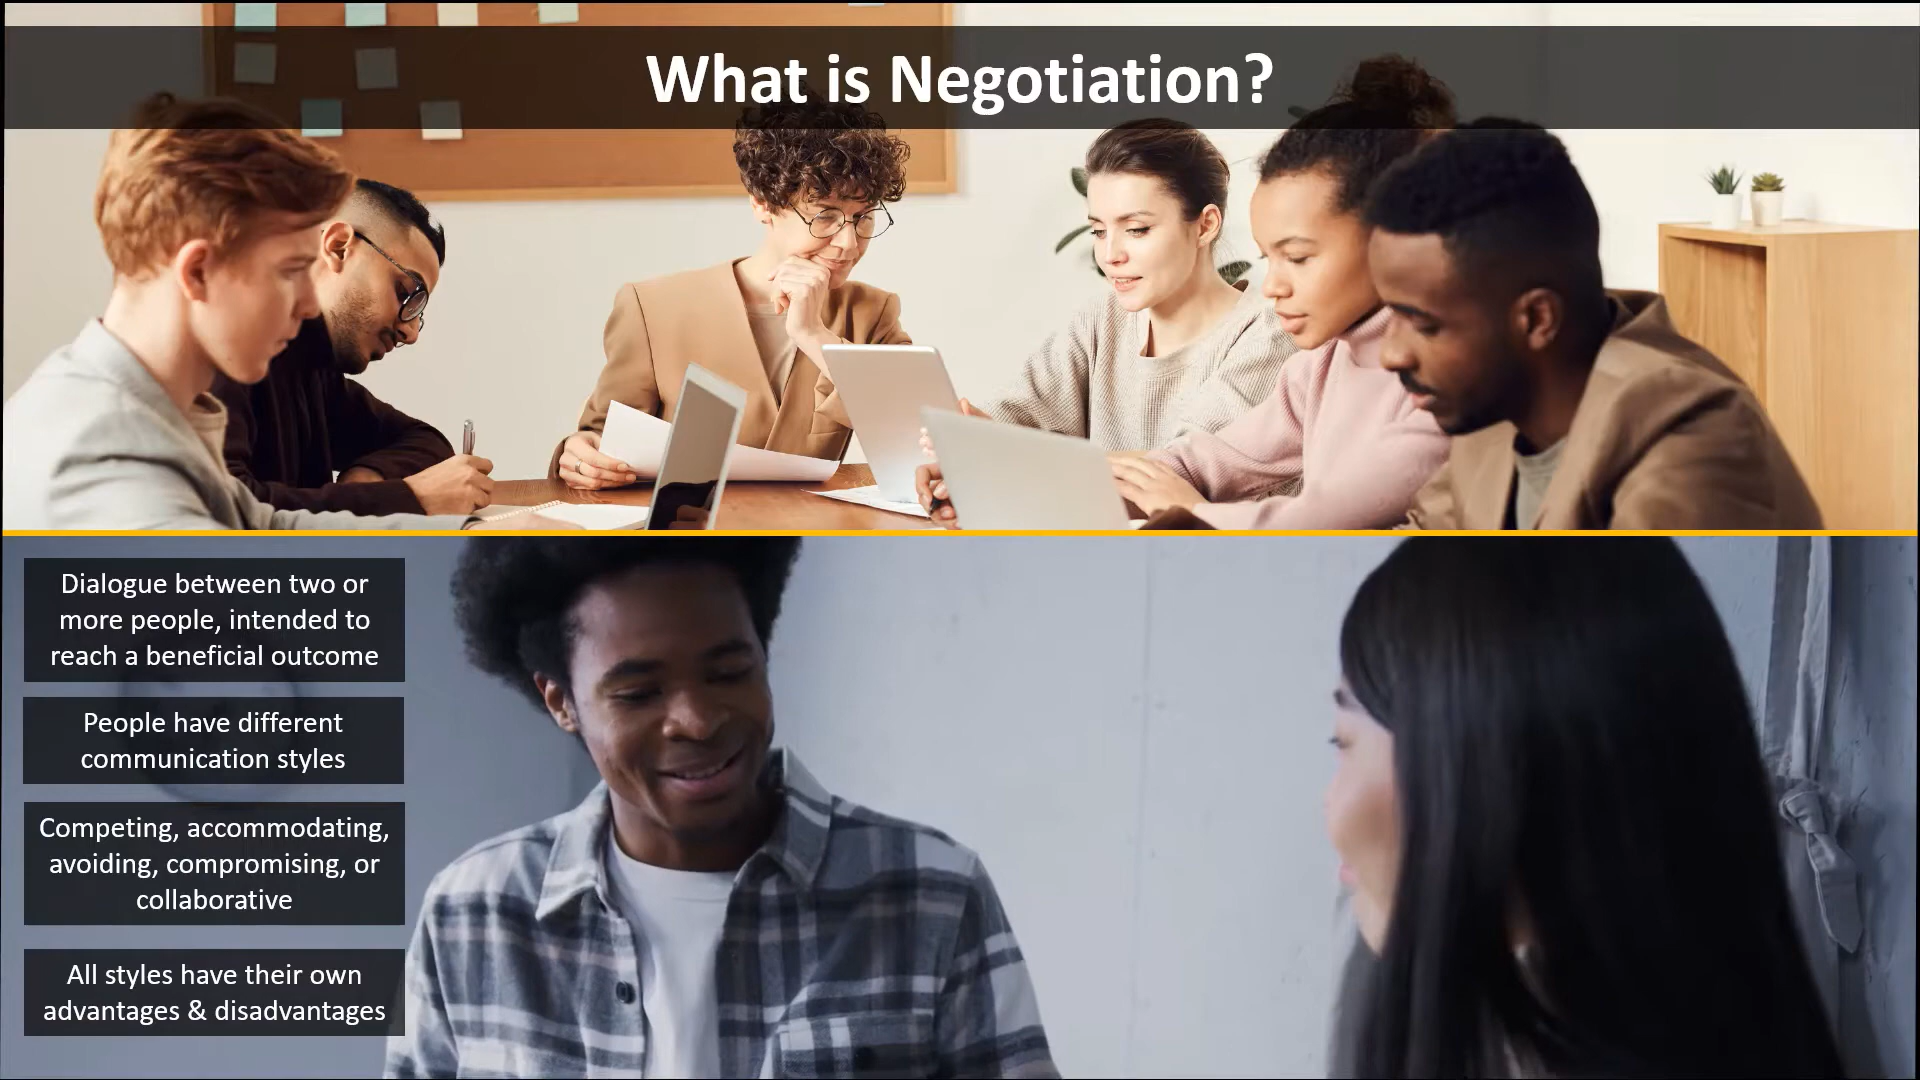 What is Negotiation?
Dialogue between two or
more people, intended to
reach a beneficial outcome
People have different
communication styles
Competing, accommodating,
avoiding, compromising, or
collaborative
All styles have their own
advantages & disadvantages